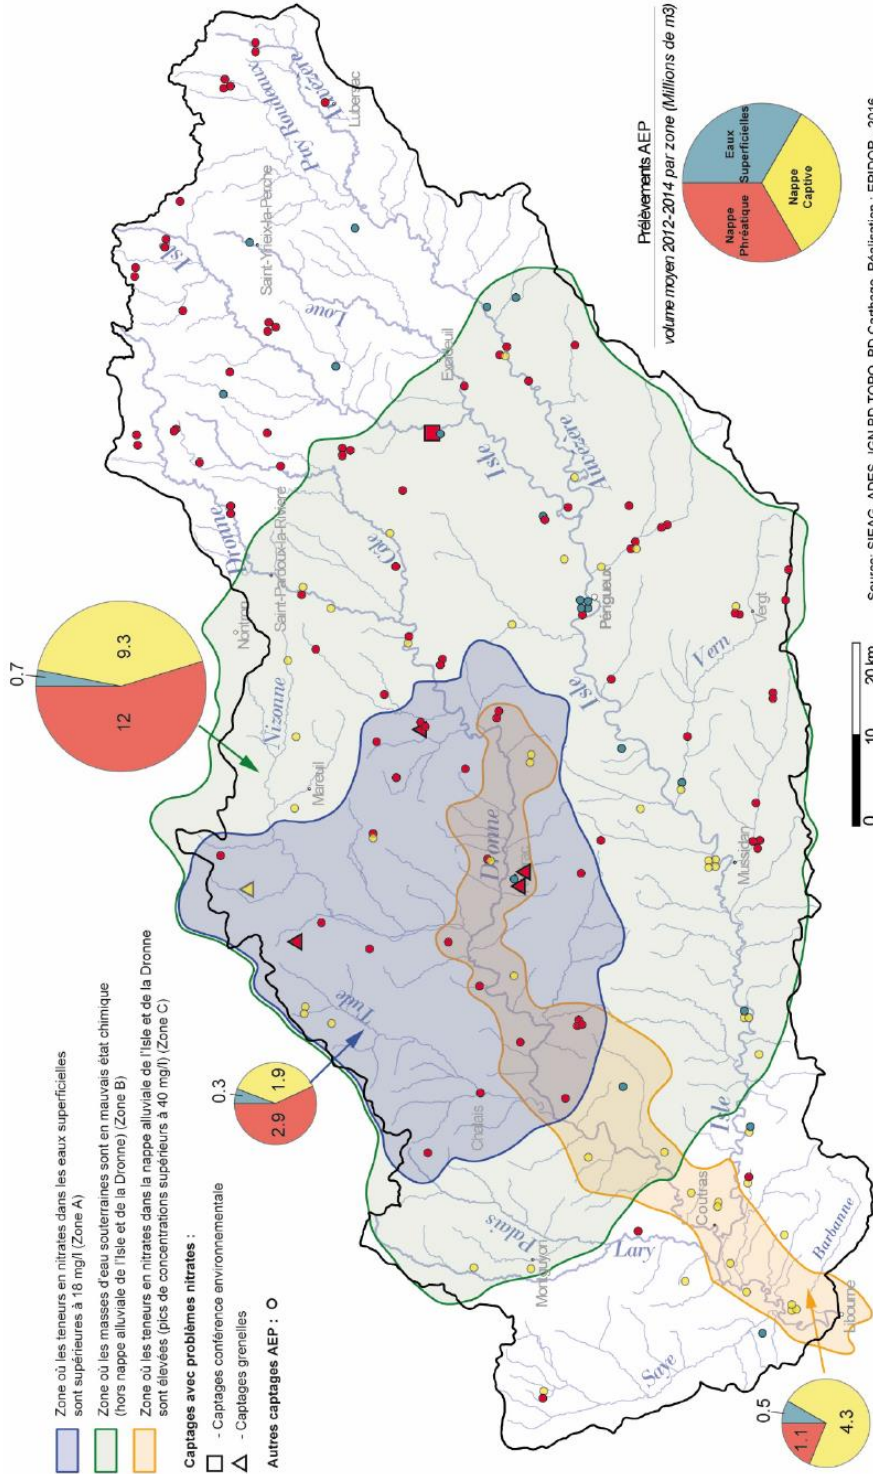 Zone où les teneurs en nitrates dans les eaux superficielles
sont supérieures à 18 mg/l (Zone A)
Zone où les masses d'eau souterraines sont en mauvais état chimique
(hors nappe alluviale de l'Isle et de la Dronne) (Zone B)
Zone où les teneurs en nitrates dans la nappe alluviale de l'Isle et de la Dronne
sont élevées (pics de concentrations supérieures à 40 mg/l) (Zone C)
Captages avec problèmes nitrates :
- Captages conférence environnementale
- Captages grenelles
Autres captages AEP :
0.7
12
9.3
0.3
2.9
1.9
0.5
1.1
4.3
Nontron
Saint-Pardoux-la-Rivière
Dronne
Isle
Saint-Yrieix-la-Perche
Loue
Pey Roudeaux
Auvézère
Lubersac
Nizonne
Mareuil
Côle
Excideuil
Isle
Auvézère
Tude
Chalais
Dronne
Isle
Périgueux
Vern
Vergt
Mussidan
Palais
Montguyon
Lary
Coutras
Isle
Barbanne
Saye
Libourne
Prélèvements AEP
volume moyen 2012-2014 par zone (Millions de m3)
Nappe
Phréatique
Eaux
Superficielles
Nappe
Captive
0 10 20 km
Source: SIEAG, ADES, IGN BD TOPO, BD Carthage, Réalisation : EPIDOR - 2016